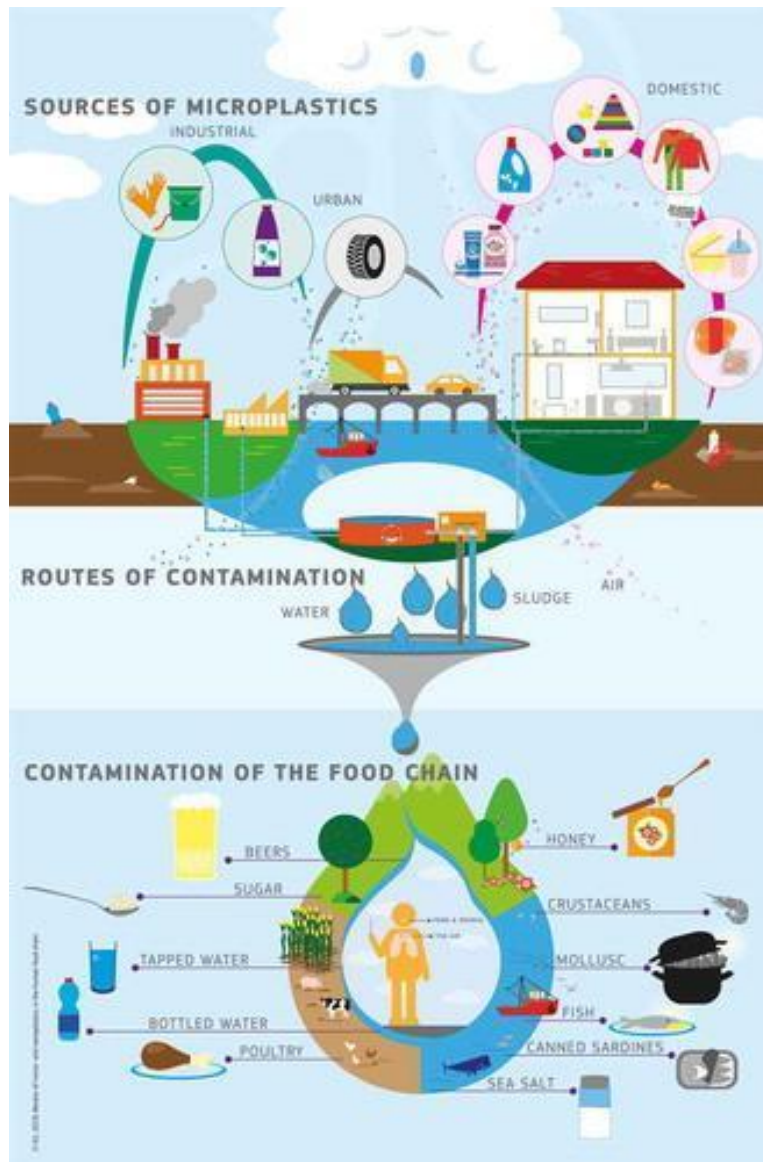 SOURCES OF MICROPLASTICS
INDUSTRIAL
URBAN
DOMESTIC
ROUTES OF CONTAMINATION
WATER
SLUDGE
AIR
CONTAMINATION OF THE FOOD CHAIN
BEERS
SUGAR
TAPPED WATER
BOTTLED WATER
POULTRY
HONEY
CRUSTACEANS
MOLLUSC
FISH
CANNED SARDINES
SEA SALT